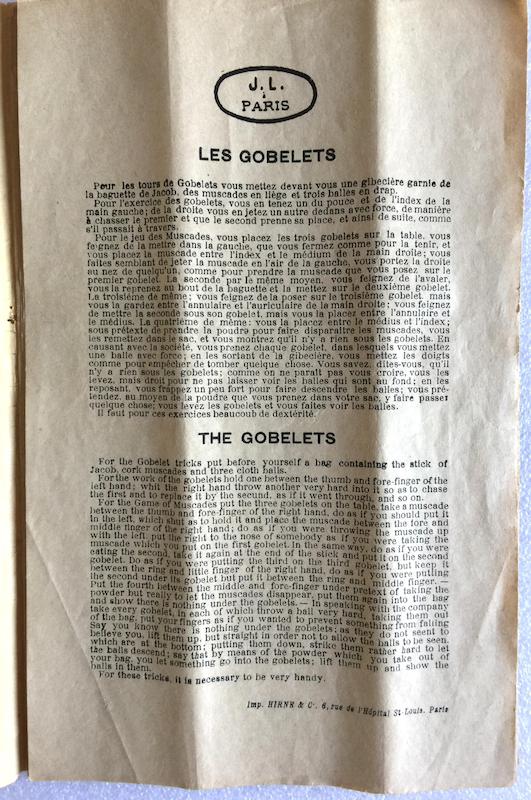 J. L.
à
PARIS
LES GOBELETS
Pour les tours de Gobelets vous mettez devant vous une gibecière garnie de
la baguette de Jacob, des muscades en liège et trois balles en drap.
Pour l'exercice des gobelets, vous en tenez un du pouce et de l'index de la
main gauche; de la droite vous en jetez un autre dedans avec force, de manière
à chasser le premier et que le second prenne sa place, et ainsi de suite, comme
s'il passait à travers.
Pour le jeu des Muscades, vous placez les trois gobelets sur la table, vous
feignez de la mettre dans la gauche, que vous fermez comme pour la tenir, et
vous placez la muscade entre l'index et le médium de la main droite; vous
faites semblant de jeter la muscade en l'air de la gauche, vous portez la droite
au nez de quelqu'un, comme pour prendre la muscade que vous posez sur le
premier gobelet. La seconde par le même moyen, vous feignez de l'avaler,
vous la reprenez au bout de la baguette et la mettez sur le deuxième gobelet.
La troisième de même; vous feignez de la poser sur le troisième gobelet mais
vous la gardez entre l'annulaire et l'auriculaire de la main droite; vous feignez
de mettre la seconde sous son gobelet, mais vous la placez entre l'annulaire et
le médius. La quatrième de même: vous la placez entre le médius et l'index;
sous prétexte de prendre la poudre pour faire disparaître les muscades, vous
les remettez dans le sac, et vous montrez qu'il n'y a rien sous les gobelets. En
causant avec la société, vous prenez chaque gobelet, dans lesquels vous mettez
une balle avec force; en les sortant de la gibecière, vous mettez les doigts
comme pour empêcher de tomber quelque chose. Vous savez, dites-vous, qu'il
n'y a rien sous les gobelets; comme on ne paraît pas vous croire, vous les
levez, mais droit pour ne pas laisser voir les balles qui sont au fond; en les
reposant, vous frappez un peu fort pour faire descendre les balles; vous pré-
tendez, au moyen de la poudre que vous prenez dans votre sac, y faire passer
quelque chose; vous levez les gobelets et vous faites voir les balles.
Il faut pour ces exercices beaucoup de dextérité.
THE GOBELETS
For the Gobelet tricks put before yourself a bag containing the stick of
Jacob, cork muscades and three cloth balls.
For the work of the gobelets hold one between the thumb and fore-finger of the
left hand; whit the right hand throw another very hard into it so as to chase
the first and to replace it by the second, as if it went through, and so on.
For the Game of Muscades put the three gobelets on the table, take a muscade
between the thumb and fore-finger of the right hand, do as if you should put it
in the left, which shut as to hold it and place the muscade between the fore and
middle finger of the right hand; do as if you were throwing the muscade up
with the left, put the right to the nose of somebody as if you were taking the
muscade which you put on the first gobelet. In the same way, do as if you were
eating the second, take it again at the end of the stick and put it on the second
gobelet. Do as if you were putting the third on the third gobelet, but keep it
between the ring and little finger of the right hand, do as if you were putting
the second under its gobelet but put it between the ring and middle finger. —
Put the fourth between the middle and fore-finger under pretext of taking the
powder but really to let the muscades disappear, put them again into the bag
and show there is nothing under the gobelets. — In speaking with the company
take every gobelet, in each of which throw a ball very hard, taking them out
of the bag, put your fingers as if you wanted to prevent something from falling
Say you know there is nothing under the gobelets; as they do not seem to
believe you, lift them up, but straight in order not to allow the balls to be seen.
which are at the bottom; putting them down, strike them rather hard to let
the balls descend; say that by means of the powder which you take out of
your bag, you let something go into the gobelets; lift them up and show the
balls in them.
For these tricks, it is necessary to be very handy.
Imp. HIRNE & Cⁱᵉ. 6, rue de l'Hôpital St-Louis. Paris